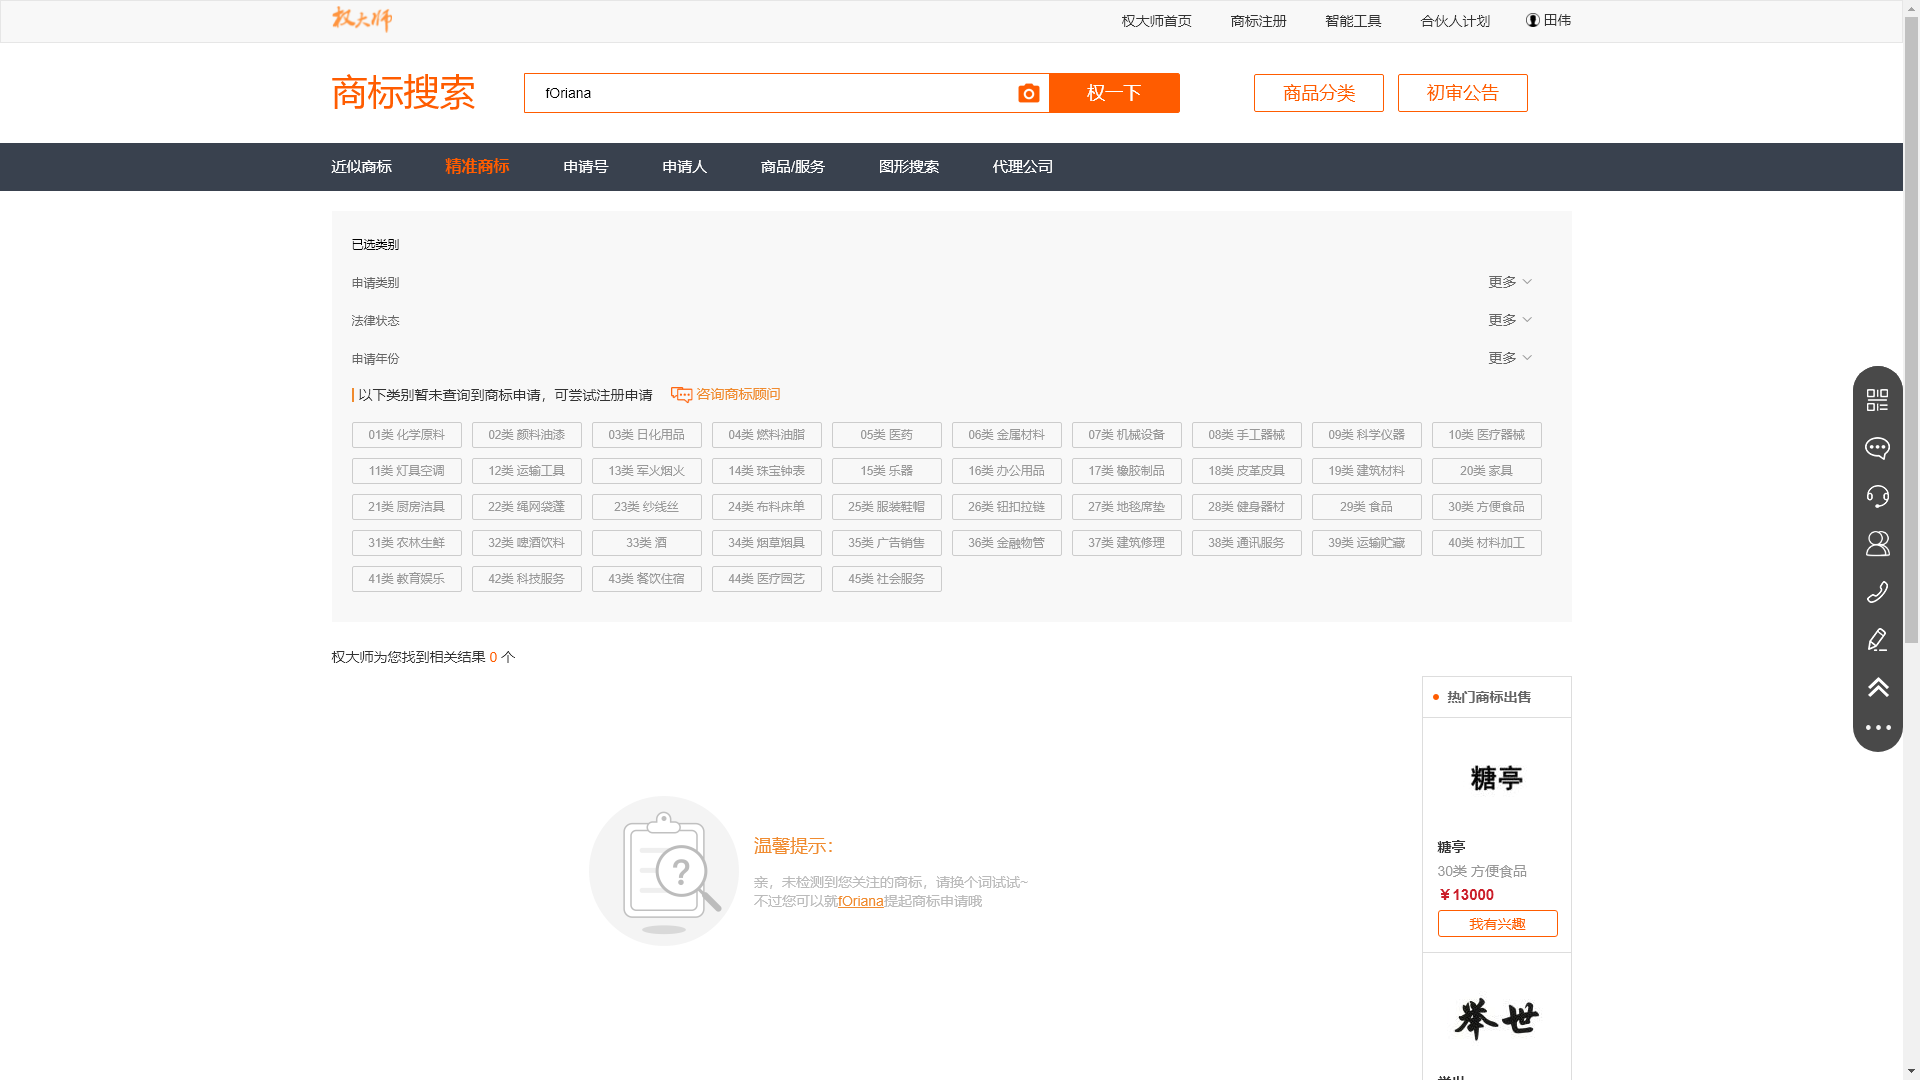 权大师
权大师首页 商标注册 智能工具 合伙人计划 田伟
商标搜索
fOriana
权一下
商品分类 初审公告
近似商标 精准商标 申请号 申请人 商品/服务 图形搜索 代理公司
已选类别
申请类别 更多
法律状态 更多
申请年份 更多
以下类别暂未查询到商标申请，可尝试注册申请 咨询商标顾问
01类 化学原料 02类 颜料油漆 03类 日化用品 04类 燃料油脂 05类 医药 06类 金属材料 07类 机械设备 08类 手工器械 09类 科学仪器 10类 医疗器械
11类 灯具空调 12类 运输工具 13类 军火烟火 14类 珠宝钟表 15类 乐器 16类 办公用品 17类 橡胶制品 18类 皮革皮具 19类 建筑材料 20类 家具
21类 厨房洁具 22类 绳网袋蓬 23类 纱线丝 24类 布料床单 25类 服装鞋帽 26类 钮扣拉链 27类 地毯席垫 28类 健身器材 29类 食品 30类 方便食品
31类 农林生鲜 32类 啤酒饮料 33类 酒 34类 烟草烟具 35类 广告销售 36类 金融物管 37类 建筑修理 38类 通讯服务 39类 运输贮藏 40类 材料加工
41类 教育娱乐 42类 科技服务 43类 餐饮住宿 44类 医疗园艺 45类 社会服务
权大师为您找到相关结果 0 个
热门商标出售
糖亭
糖亭
30类 方便食品
￥13000
我有兴趣
温馨提示：
亲，未检测到您关注的商标，请换个词试试~
不过您可以就fOriana提起商标申请哦
举世